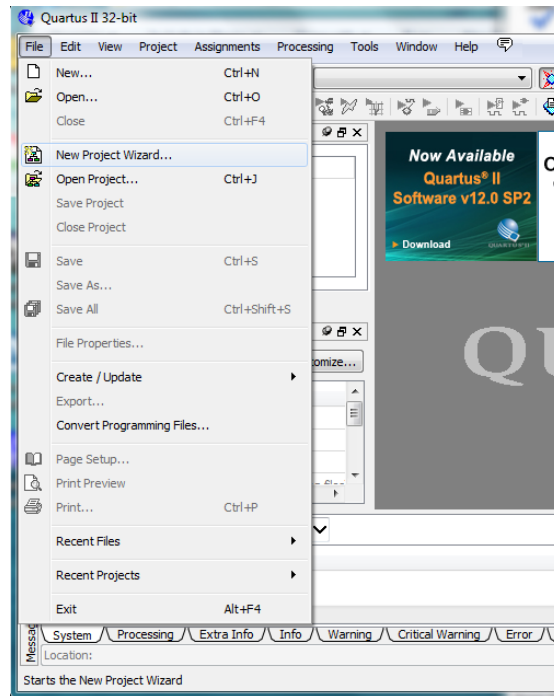 Quartus II 32-bit
File Edit View Project Assignments Processing Tools Window Help
New... Ctrl+N
Open... Ctrl+O
Close Ctrl+F4
New Project Wizard...
Open Project... Ctrl+J
Save Project
Close Project
Save Ctrl+S
Save As...
Save All Ctrl+Shift+S
File Properties...
Create / Update
Export...
Convert Programming Files...
Page Setup...
Print Preview
Print... Ctrl+P
Recent Files
Recent Projects
Exit Alt+F4
Now Available
Quartus® II
Software v12.0 SP2
Download
QU
tomize...
System Processing Extra Info Info Warning Critical Warning Error
Messag
Location:
Starts the New Project Wizard